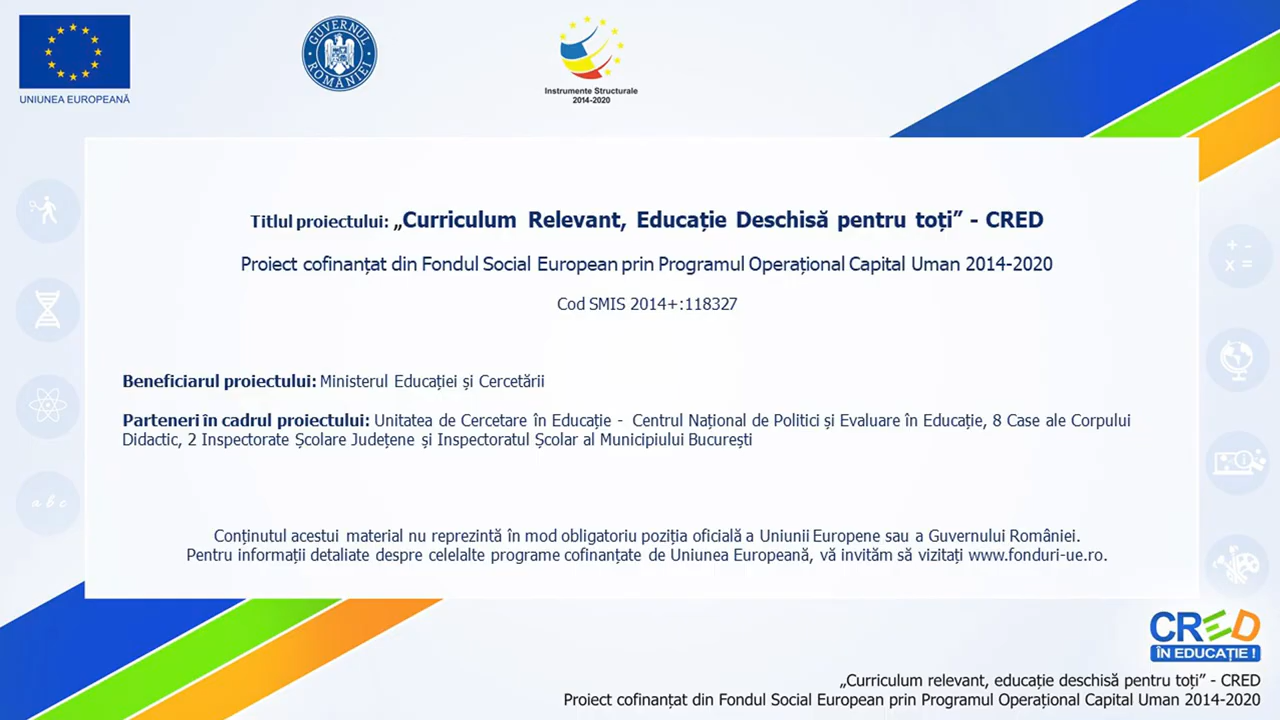 UNIUNEA EUROPEANĂ
GUVERNUL ROMÂNIEI
Instrumente Structurale
2014-2020
Titlul proiectului: „Curriculum Relevant, Educație Deschisă pentru toți” - CRED
Proiect cofinanțat din Fondul Social European prin Programul Operațional Capital Uman 2014-2020
Cod SMIS 2014+:118327
+ -
x =
Beneficiarul proiectului: Ministerul Educației și Cercetării
Parteneri în cadrul proiectului: Unitatea de Cercetare în Educație - Centrul Național de Politici și Evaluare în Educație, 8 Case ale Corpului
Didactic, 2 Inspectorate Școlare Județene și Inspectoratul Școlar al Municipiului București
a b c
Conținutul acestui material nu reprezintă în mod obligatoriu poziția oficială a Uniunii Europene sau a Guvernului României.
Pentru informații detaliate despre celelalte programe cofinanțate de Uniunea Europeană, vă invităm să vizitați www.fonduri-ue.ro.
CRED
ÎN EDUCAȚIE !
„Curriculum relevant, educație deschisă pentru toți” - CRED
Proiect cofinanțat din Fondul Social European prin Programul Operațional Capital Uman 2014-2020